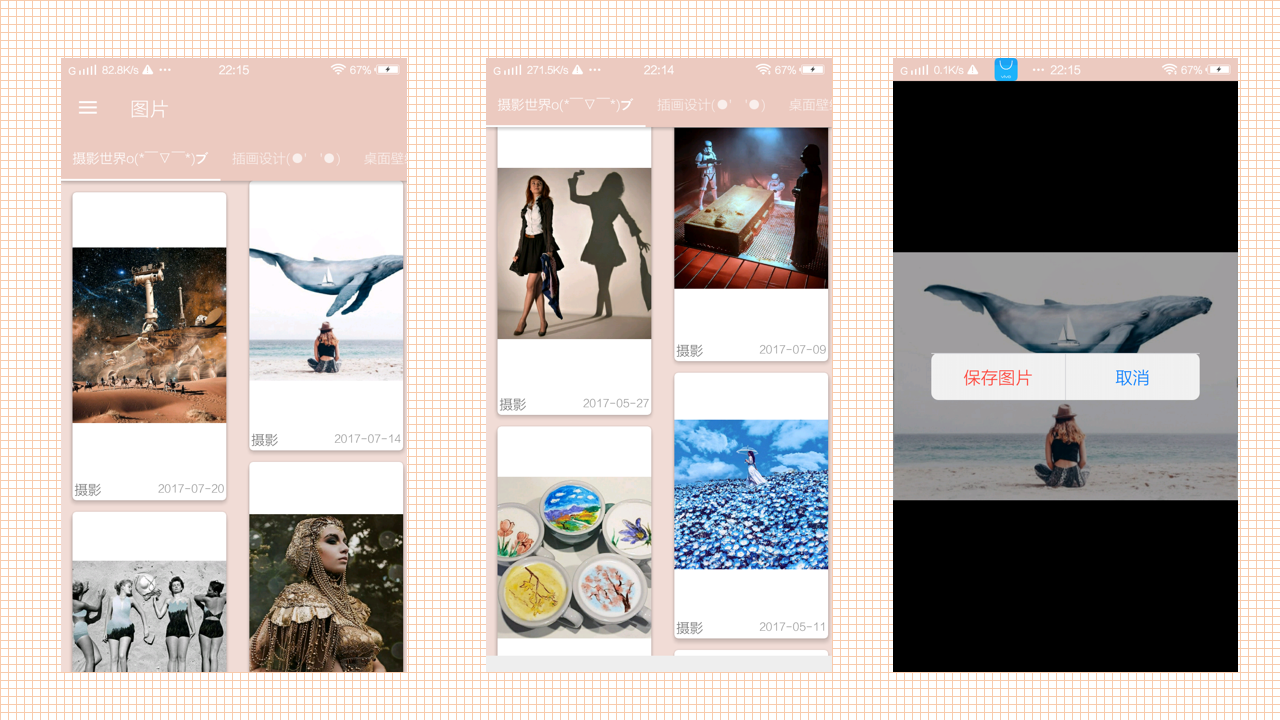 G 82.8K/s ··· 22:15 67%
图片
摄影世界o(*￣▽￣*)ブ 插画设计(●'◡'●) 桌面壁
摄影 2017-07-20
摄影 2017-07-14
G 271.5K/s ··· 22:14 67%
摄影世界o(*￣▽￣*)ブ 插画设计(●'◡'●) 桌面壁
摄影 2017-05-27
摄影 2017-07-09
摄影 2017-05-11
G 0.1K/s vivo ··· 22:15 67%
保存图片 取消